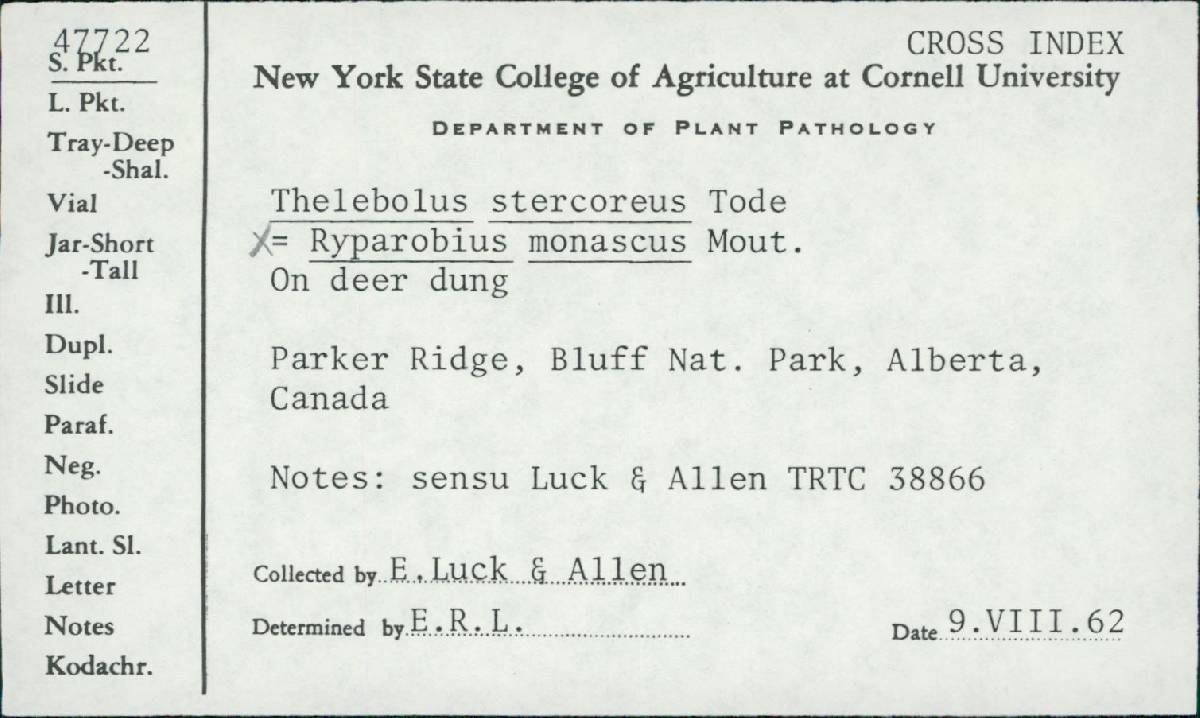 47722
S. Pkt.
L. Pkt.
Tray-Deep
-Shal.
Vial
Jar-Short
-Tall
Ill.
Dupl.
Slide
Paraf.
Neg.
Photo.
Lant. Sl.
Letter
Notes
Kodachr.
CROSS INDEX
New York State College of Agriculture at Cornell University
DEPARTMENT OF PLANT PATHOLOGY
Thelebolus stercoreus Tode
X= Ryparobius monascus Mout.
On deer dung
Parker Ridge, Bluff Nat. Park, Alberta,
Canada
Notes: sensu Luck & Allen TRTC 38866
Collected by E. Luck & Allen
Determined by E.R.L.
Date 9.VIII.62